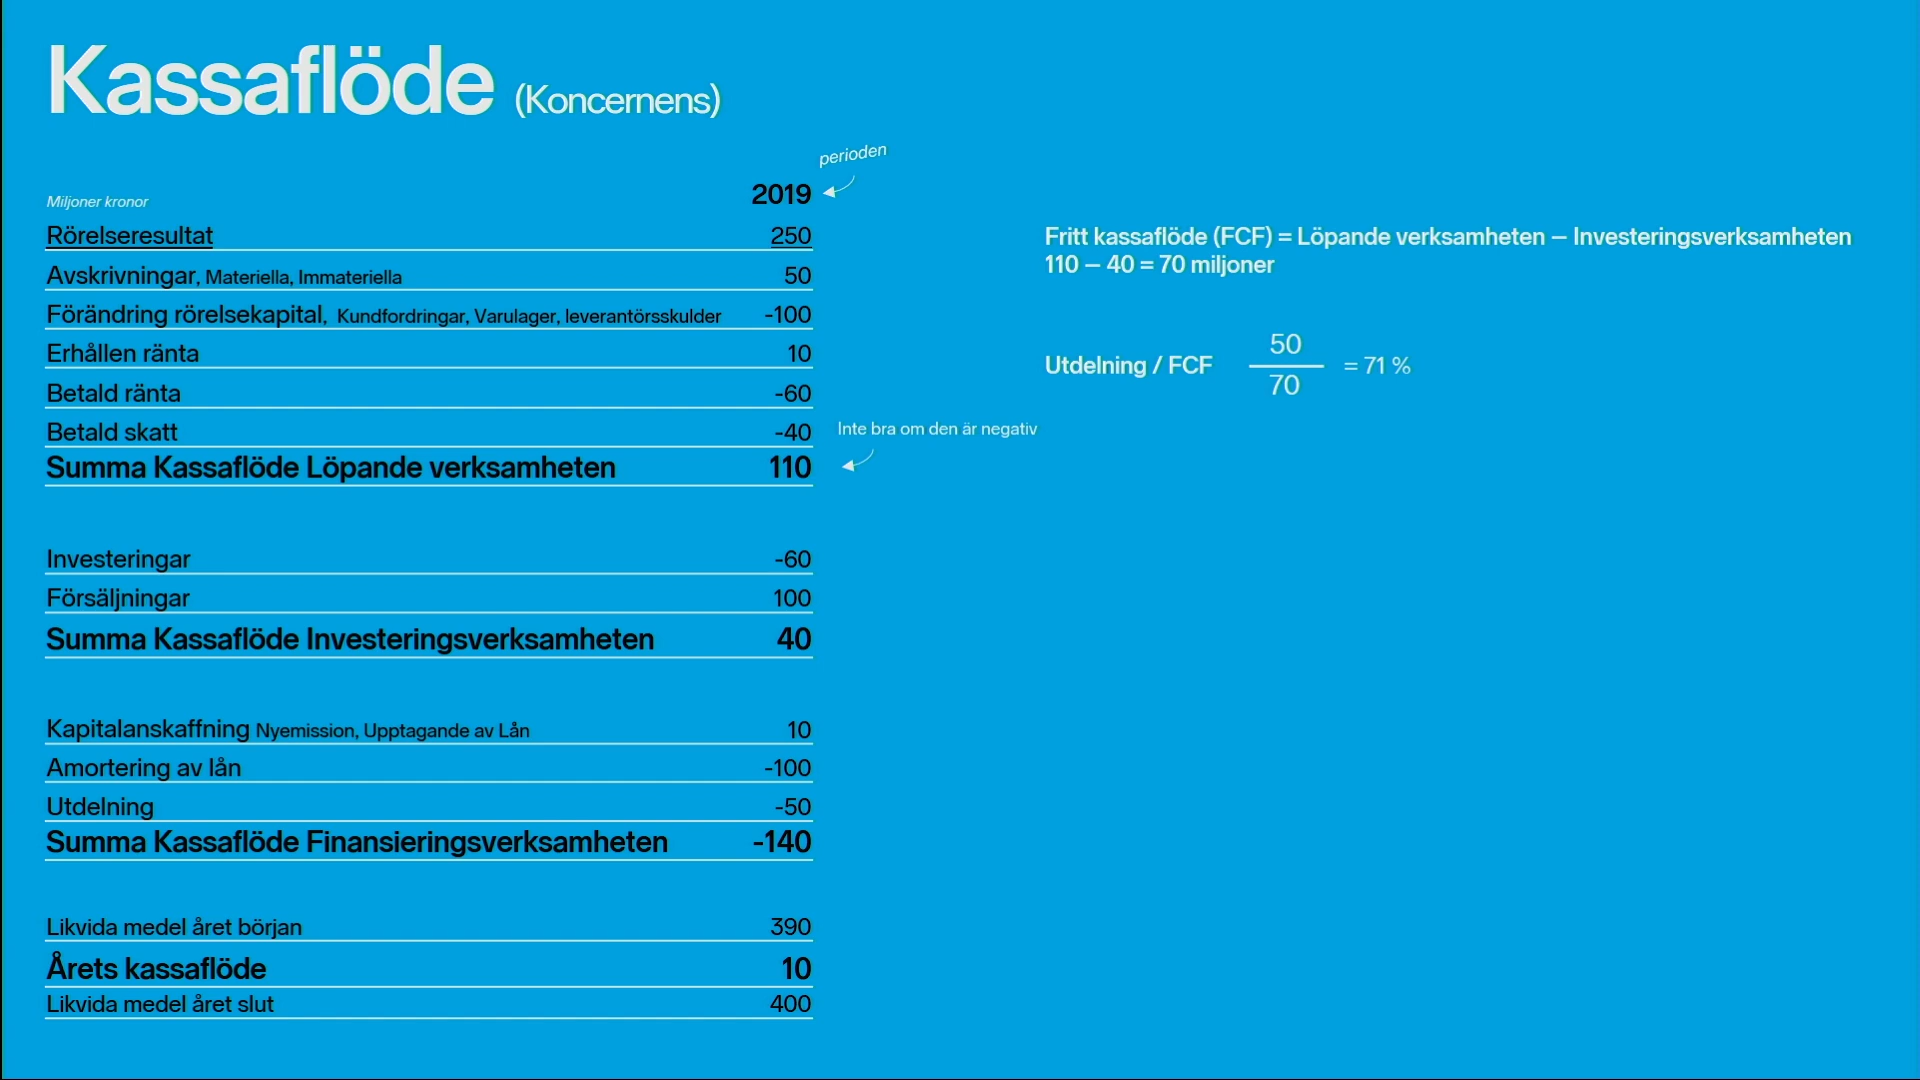 Kassaflöde (Koncernens)
perioden
Miljoner kronor 2019
Rörelseresultat 250
Avskrivningar, Materiella, Immateriella 50
Förändring rörelsekapital, Kundfordringar, Varulager, leverantörsskulder -100
Erhållen ränta 10
Betald ränta -60
Betald skatt -40
Summa Kassaflöde Löpande verksamheten 110
Inte bra om den är negativ
Investeringar -60
Försäljningar 100
Summa Kassaflöde Investeringsverksamheten 40
Kapitalanskaffning Nyemission, Upptagande av Lån 10
Amortering av lån -100
Utdelning -50
Summa Kassaflöde Finansieringsverksamheten -140
Likvida medel året början 390
Årets kassaflöde 10
Likvida medel året slut 400
Fritt kassaflöde (FCF) = Löpande verksamheten – Investeringsverksamheten
110 – 40 = 70 miljoner
Utdelning / FCF 50 / 70 = 71 %